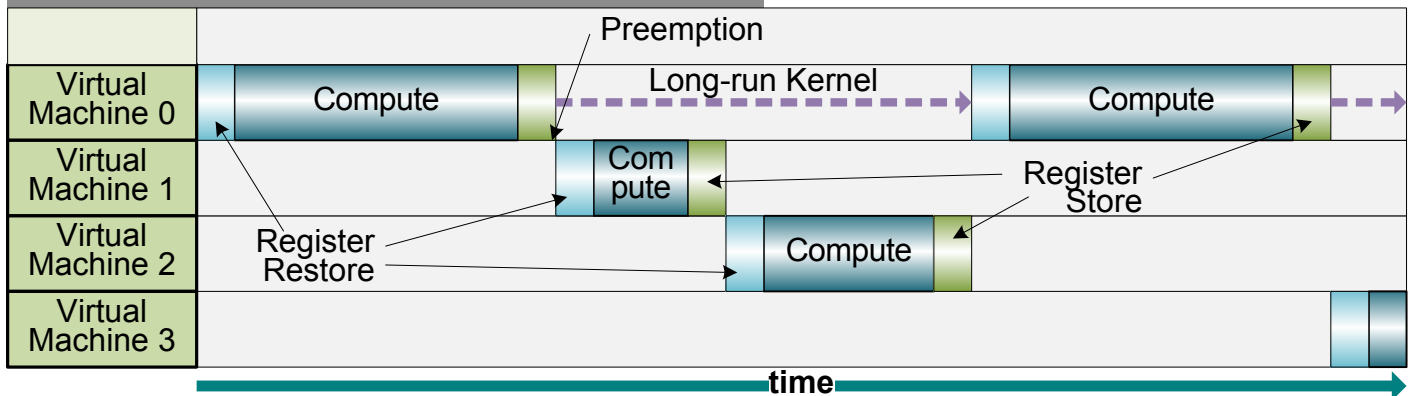 Preemption
Virtual
Machine 0
Compute
Long-run Kernel
Compute
Virtual
Machine 1
Com
pute
Register
Store
Virtual
Machine 2
Register
Restore
Compute
Virtual
Machine 3
time